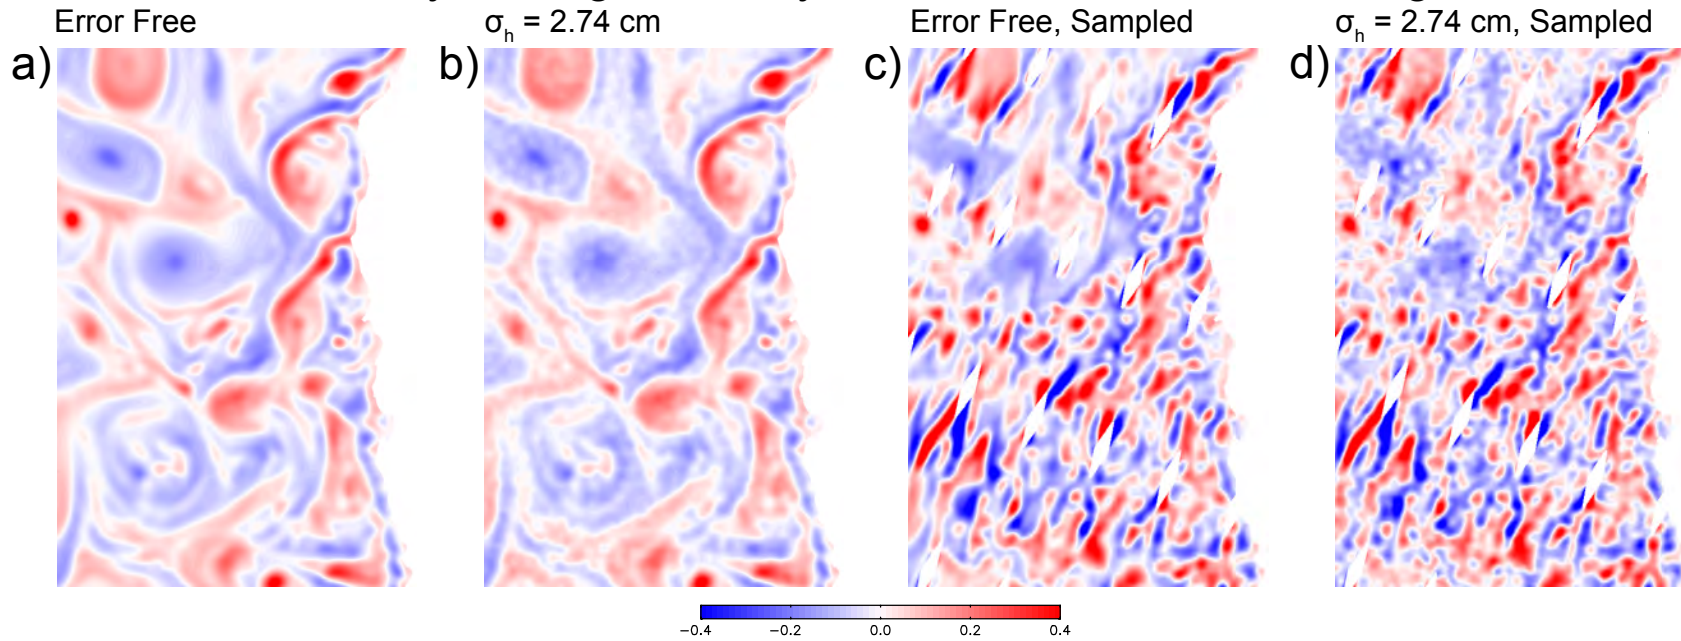 Error Free
σh = 2.74 cm
Error Free, Sampled
σh = 2.74 cm, Sampled
a)
b)
c)
d)
−0.4 −0.2 0.0 0.2 0.4